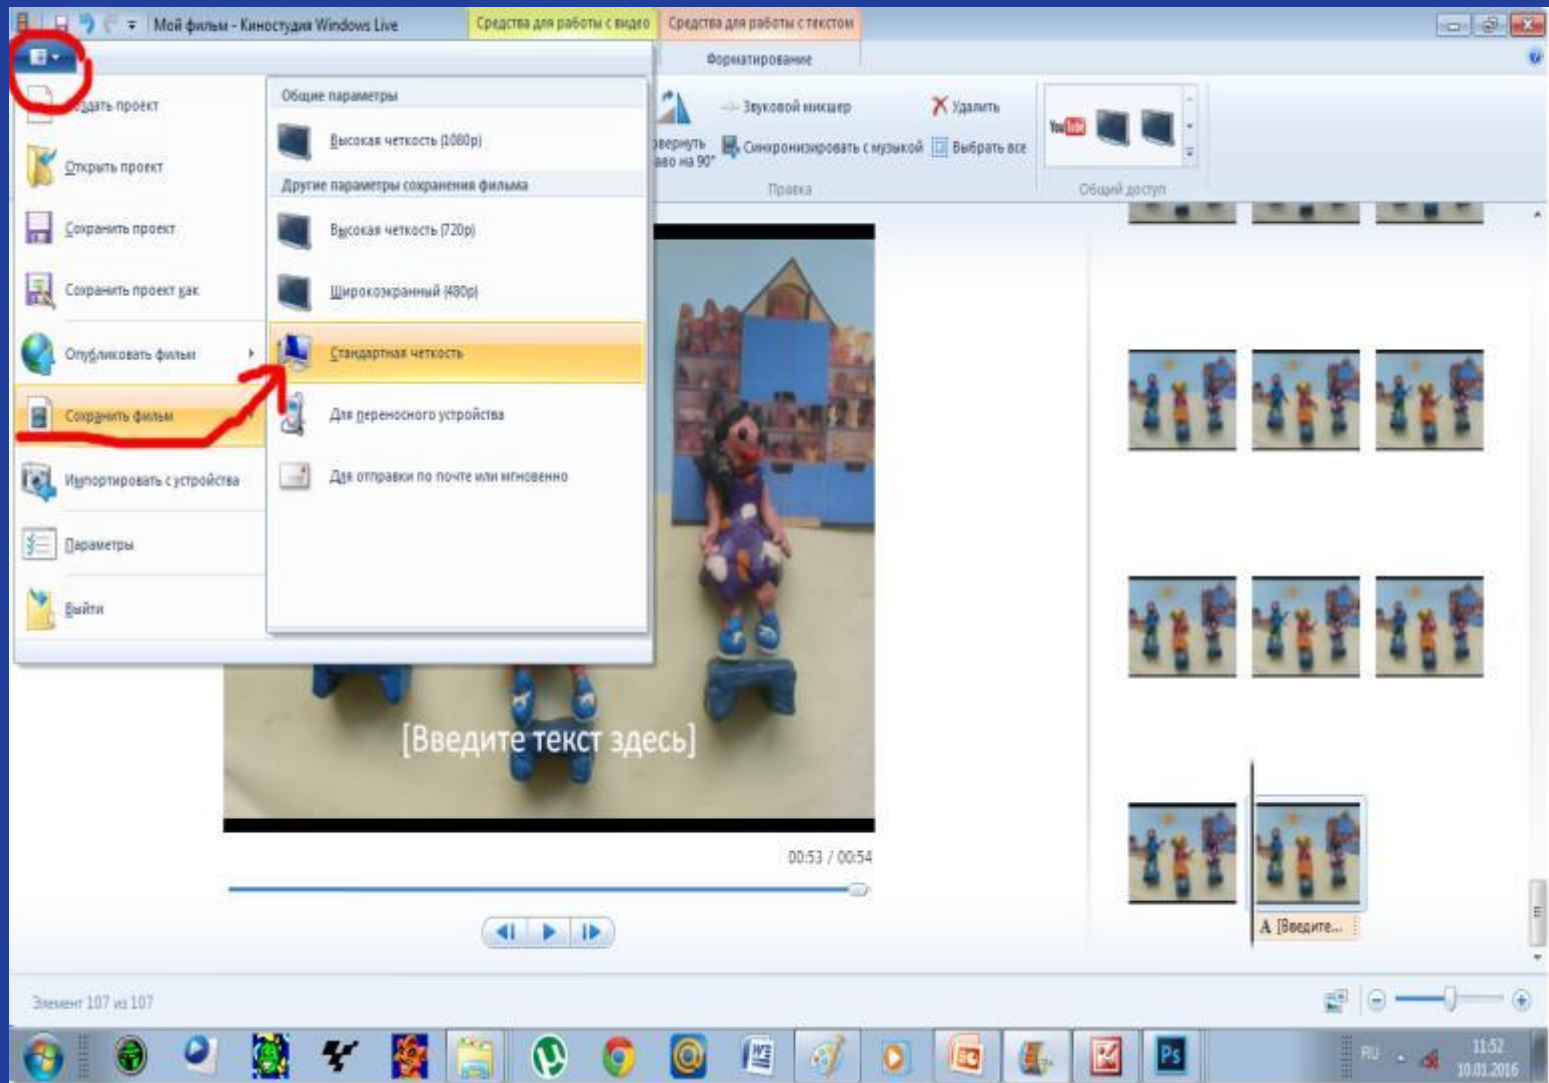 Мой фильм - Киностудия Windows Live
Средства для работы с видео
Средства для работы с текстом
Форматирование
Создать проект
Открыть проект
Сохранить проект
Сохранить проект как
Опубликовать фильм
Сохранить фильм
Импортировать с устройства
Параметры
Выйти
Общие параметры
Высокая четкость (1080p)
Другие параметры сохранения фильма
Высокая четкость (720p)
Широкоэкранный (480p)
Стандартная четкость
Для переносного устройства
Для отправки по почте или мгновенно
Звуковой микшер
Синхронизировать с музыкой
Удалить
Выбрать все
на 90°
Правка
YouTube
Общий доступ
[Введите текст здесь]
00:53 / 00:54
A [Введите...
Элемент 107 из 107
W
Ps
RU
11:52
10.01.2016